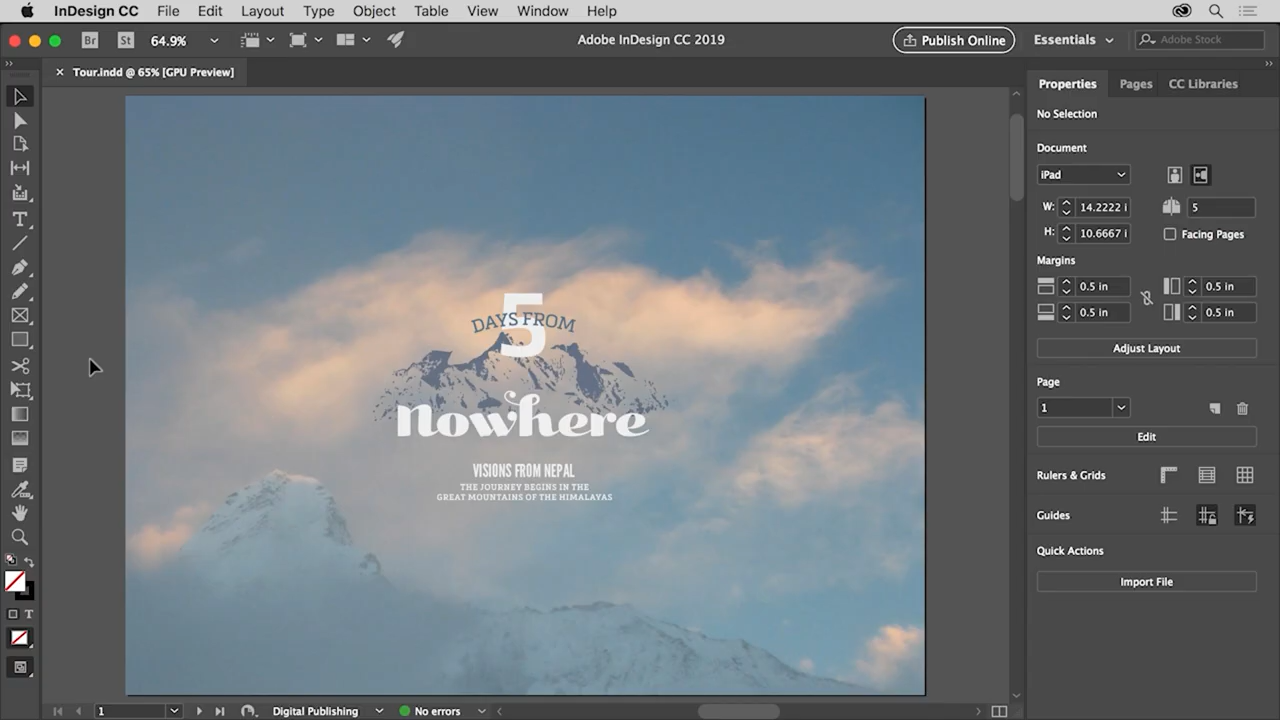 InDesign CC File Edit Layout Type Object Table View Window Help
Br St 64.9% Adobe InDesign CC 2019 Publish Online Essentials Adobe Stock
Tour.indd @ 65% [GPU Preview]
Properties Pages CC Libraries
No Selection
Document
iPad
W: 14.2222 i 5
H: 10.6667 i Facing Pages
Margins
0.5 in 0.5 in
0.5 in 0.5 in
Adjust Layout
Page
1
Edit
Rulers & Grids
Guides
Quick Actions
Import File
5
DAYS FROM
Nowhere
VISIONS FROM NEPAL
THE JOURNEY BEGINS IN THE
GREAT MOUNTAINS OF THE HIMALAYAS
1 Digital Publishing No errors